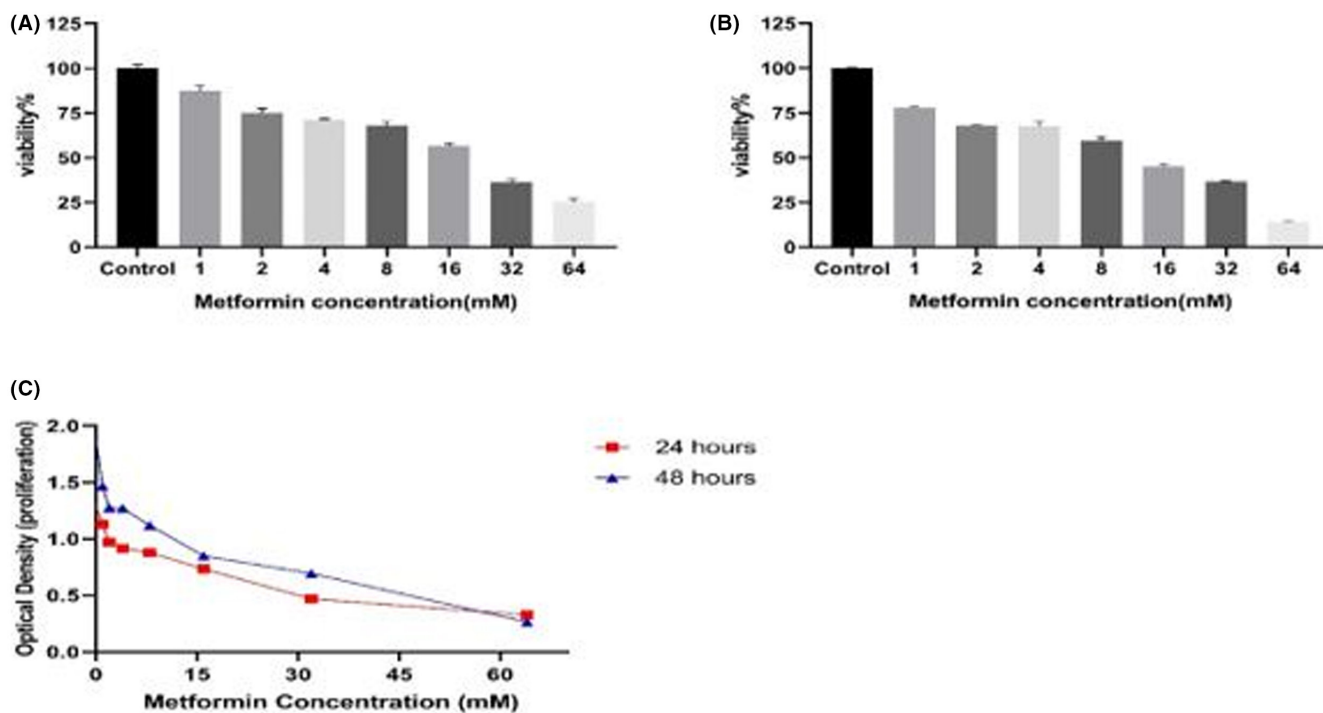 (A)
125
100
75
50
25
0
viability%
Control 1 2 4 8 16 32 64
Metformin concentration(mM)
(B)
125
100
75
50
25
0
viability%
Control 1 2 4 8 16 32 64
Metformin concentration(mM)
(C)
2.0
1.5
1.0
0.5
0.0
Optical Density (proliferation)
0 15 30 45 60
Metformin Concentration (mM)
24 hours
48 hours